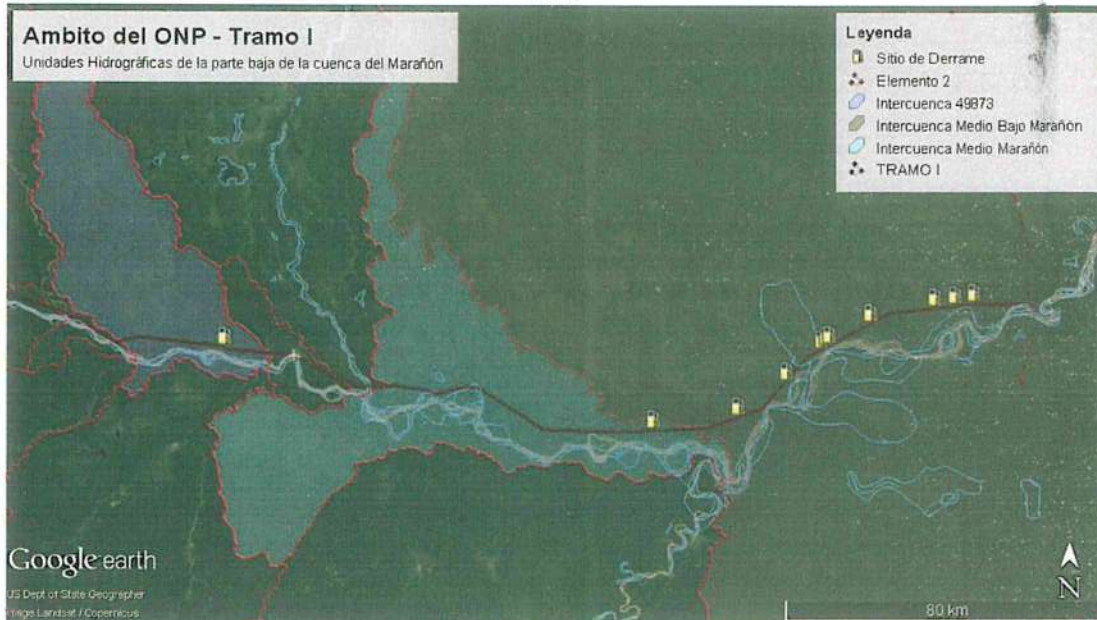 Ambito del ONP - Tramo I
Unidades Hidrográficas de la parte baja de la cuenca del Marañón
Leyenda
Sitio de Derrame
Elemento 2
Intercuenca 49873
Intercuenca Medio Bajo Marañón
Intercuenca Medio Marañón
TRAMO I
Google earth
US Dept of State Geographer
Image Landsat / Copernicus
N
80 km